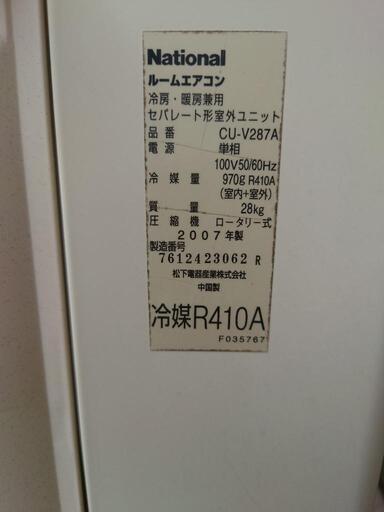 National
ルームエアコン
冷房・暖房兼用
セパレート形室外ユニット
品番 CU-V287A
電源 単相
100V50/60Hz
冷媒量 970g R410A
(室内+室外)
質量 28kg
圧縮機 ロータリー式
2007年製
製造番号
7612423062 R
松下電器産業株式会社
中国製
冷媒R410A
F035767